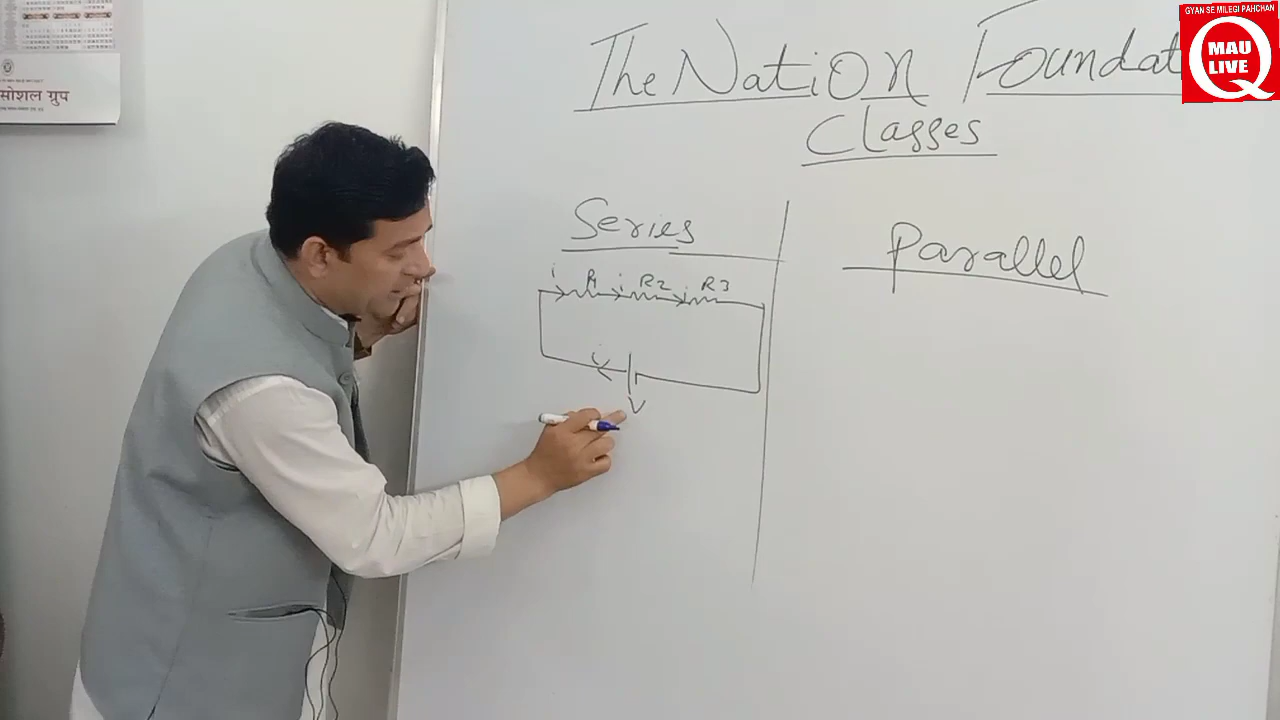 GYAN SE MILEGI PAHCHAN
MAU
LIVE
सोशल ग्रुप
The Nation Foundat
Classes
Series
Parallel
i R1 i R2 i R3
i
V